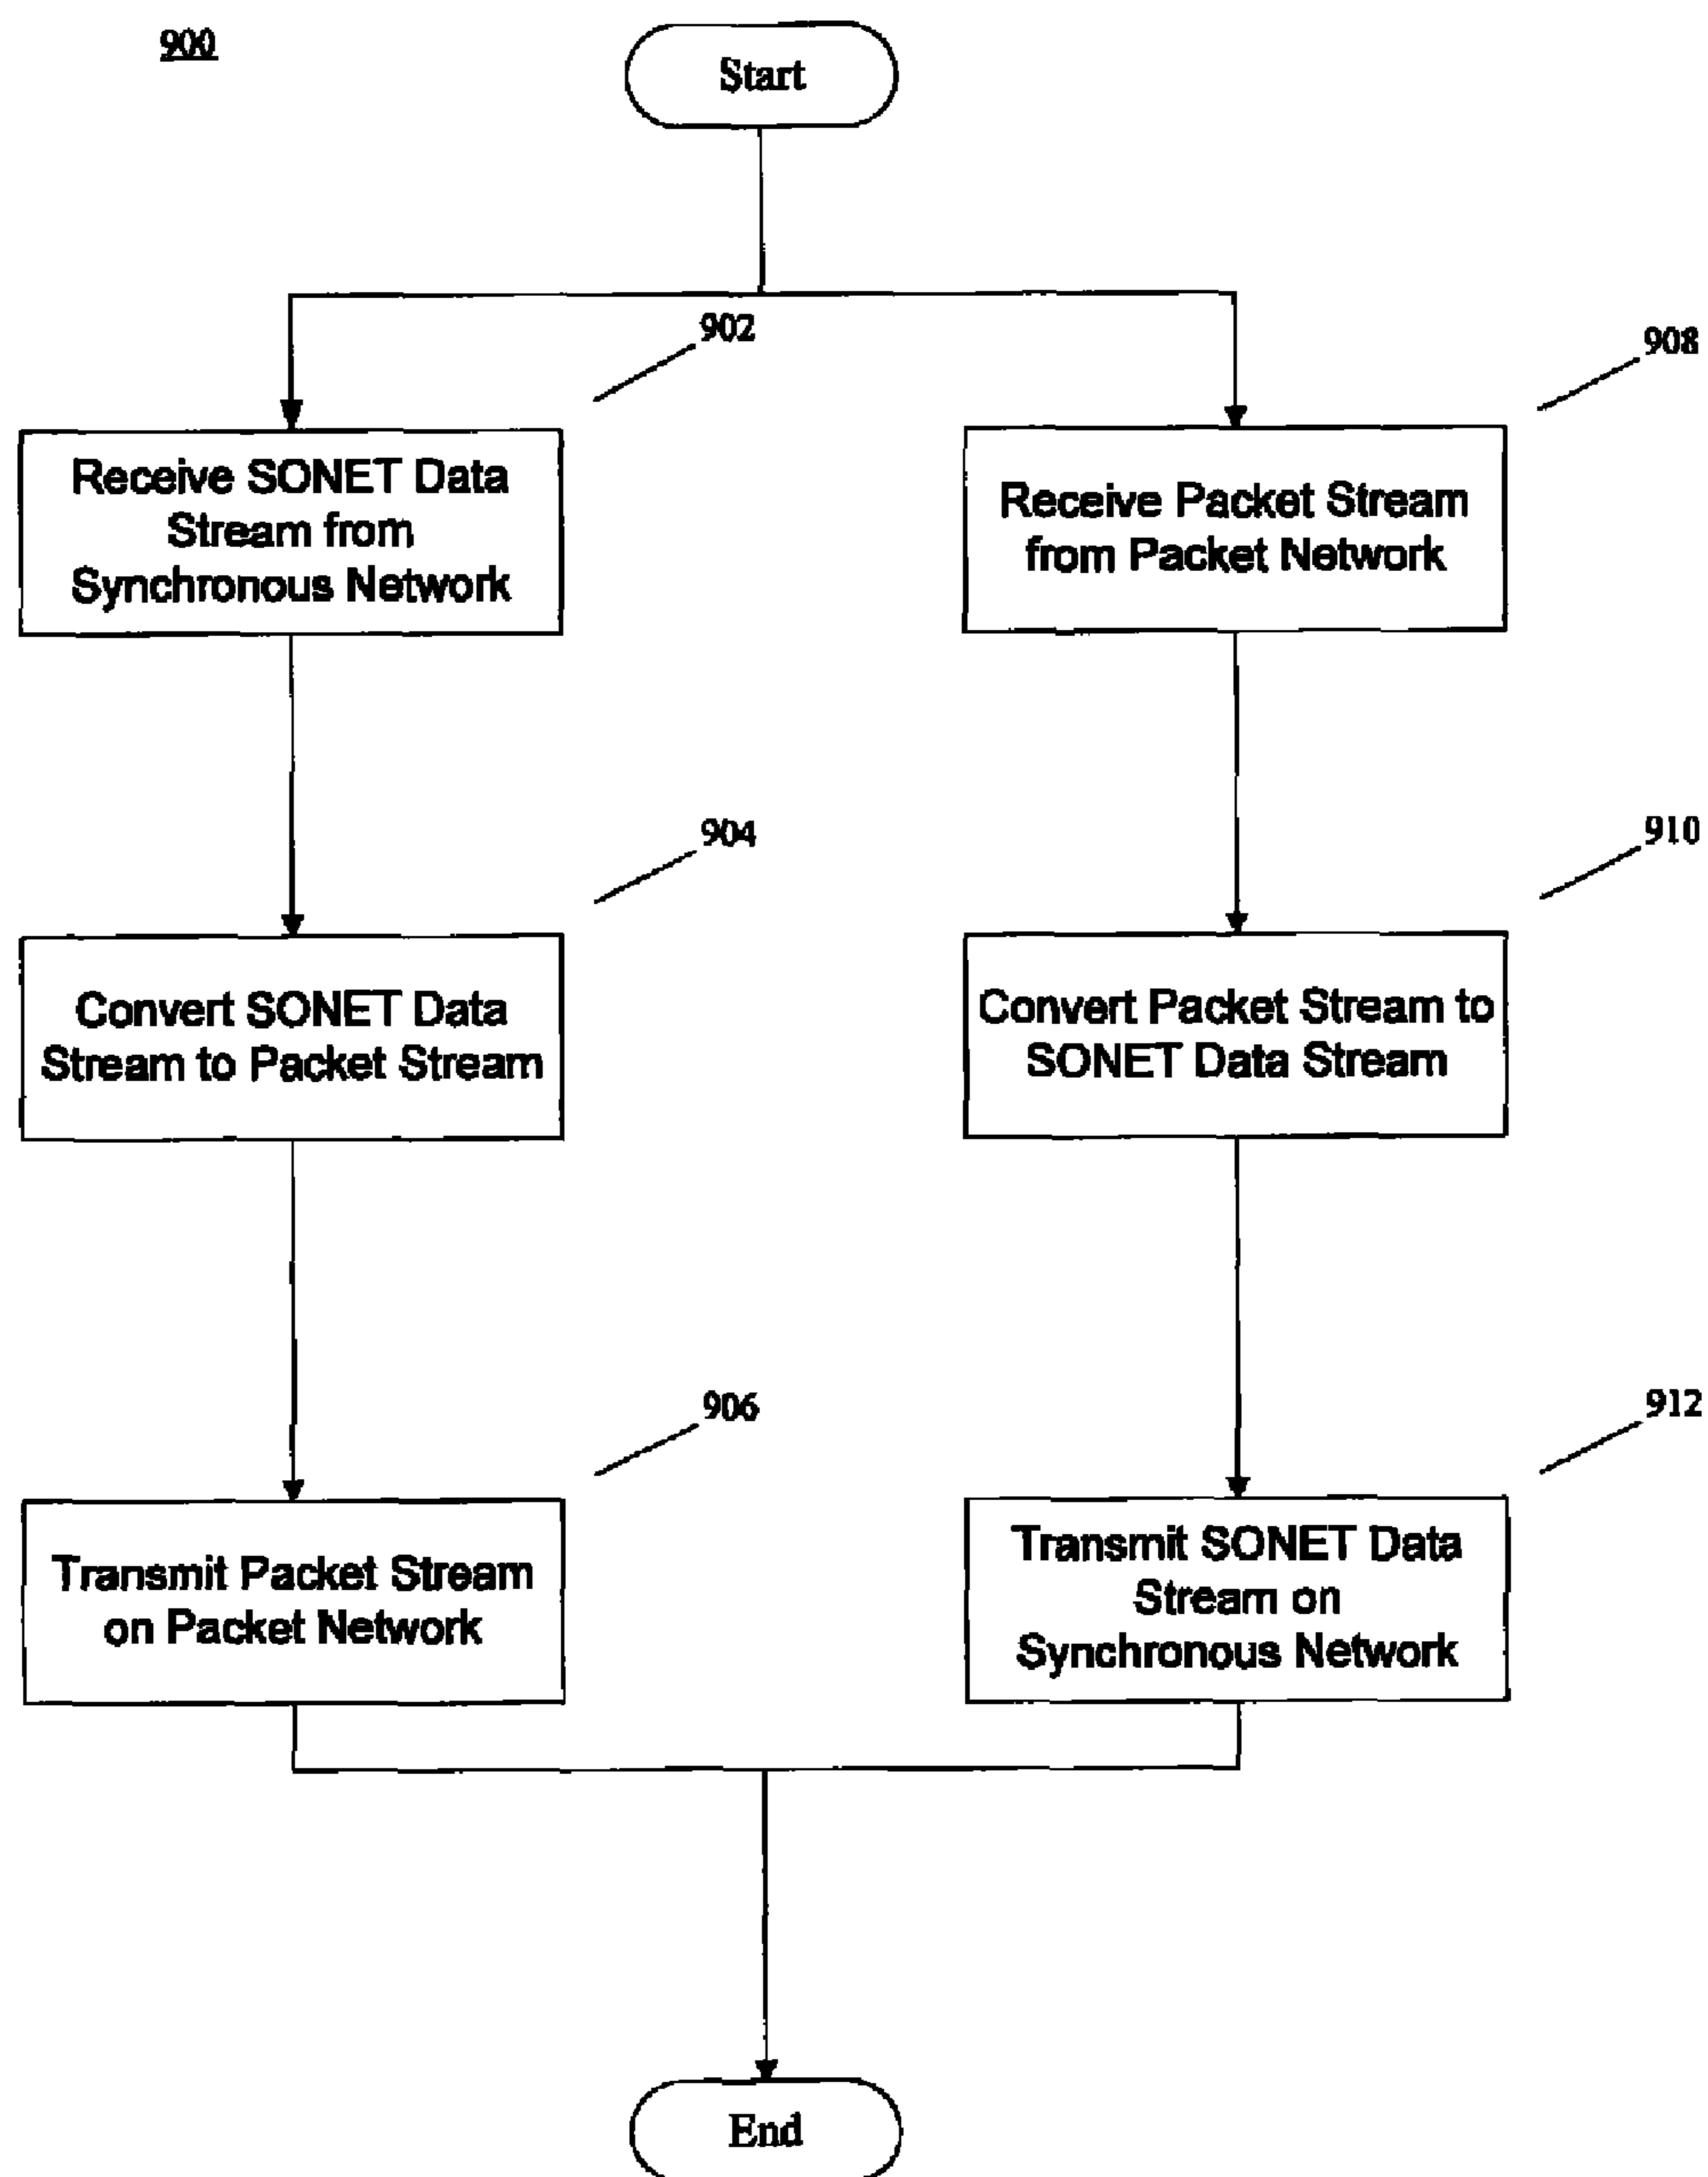 900
Start
902
Receive SONET Data
Stream from
Synchronous Network
904
Convert SONET Data
Stream to Packet Stream
906
Transmit Packet Stream
on Packet Network
908
Receive Packet Stream
from Packet Network
910
Convert Packet Stream to
SONET Data Stream
912
Transmit SONET Data
Stream on
Synchronous Network
End